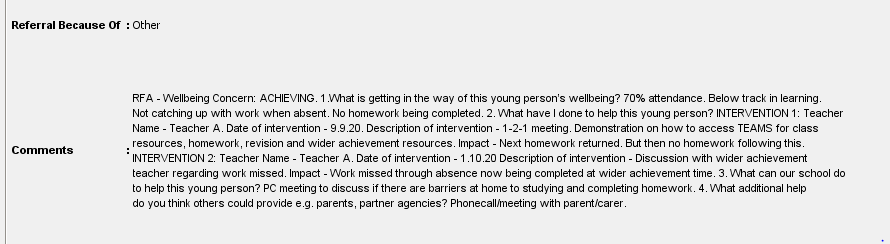 Referral Because Of : Other
RFA - Wellbeing Concern: ACHIEVING. 1.What is getting in the way of this young person's wellbeing? 70% attendance. Below track in learning.
Not catching up with work when absent. No homework being completed. 2. What have I done to help this young person? INTERVENTION 1: Teacher
Name - Teacher A. Date of intervention - 9.9.20. Description of intervention - 1-2-1 meeting. Demonstration on how to access TEAMS for class
resources, homework, revision and wider achievement resources. Impact - Next homework returned. But then no homework following this.
Comments : INTERVENTION 2: Teacher Name - Teacher A. Date of intervention - 1.10.20 Description of intervention - Discussion with wider achievement
teacher regarding work missed. Impact - Work missed through absence now being completed at wider achievement time. 3. What can our school do
to help this young person? PC meeting to discuss if there are barriers at home to studying and completing homework. 4. What additional help
do you think others could provide e.g. parents, partner agencies? Phonecall/meeting with parent/carer.